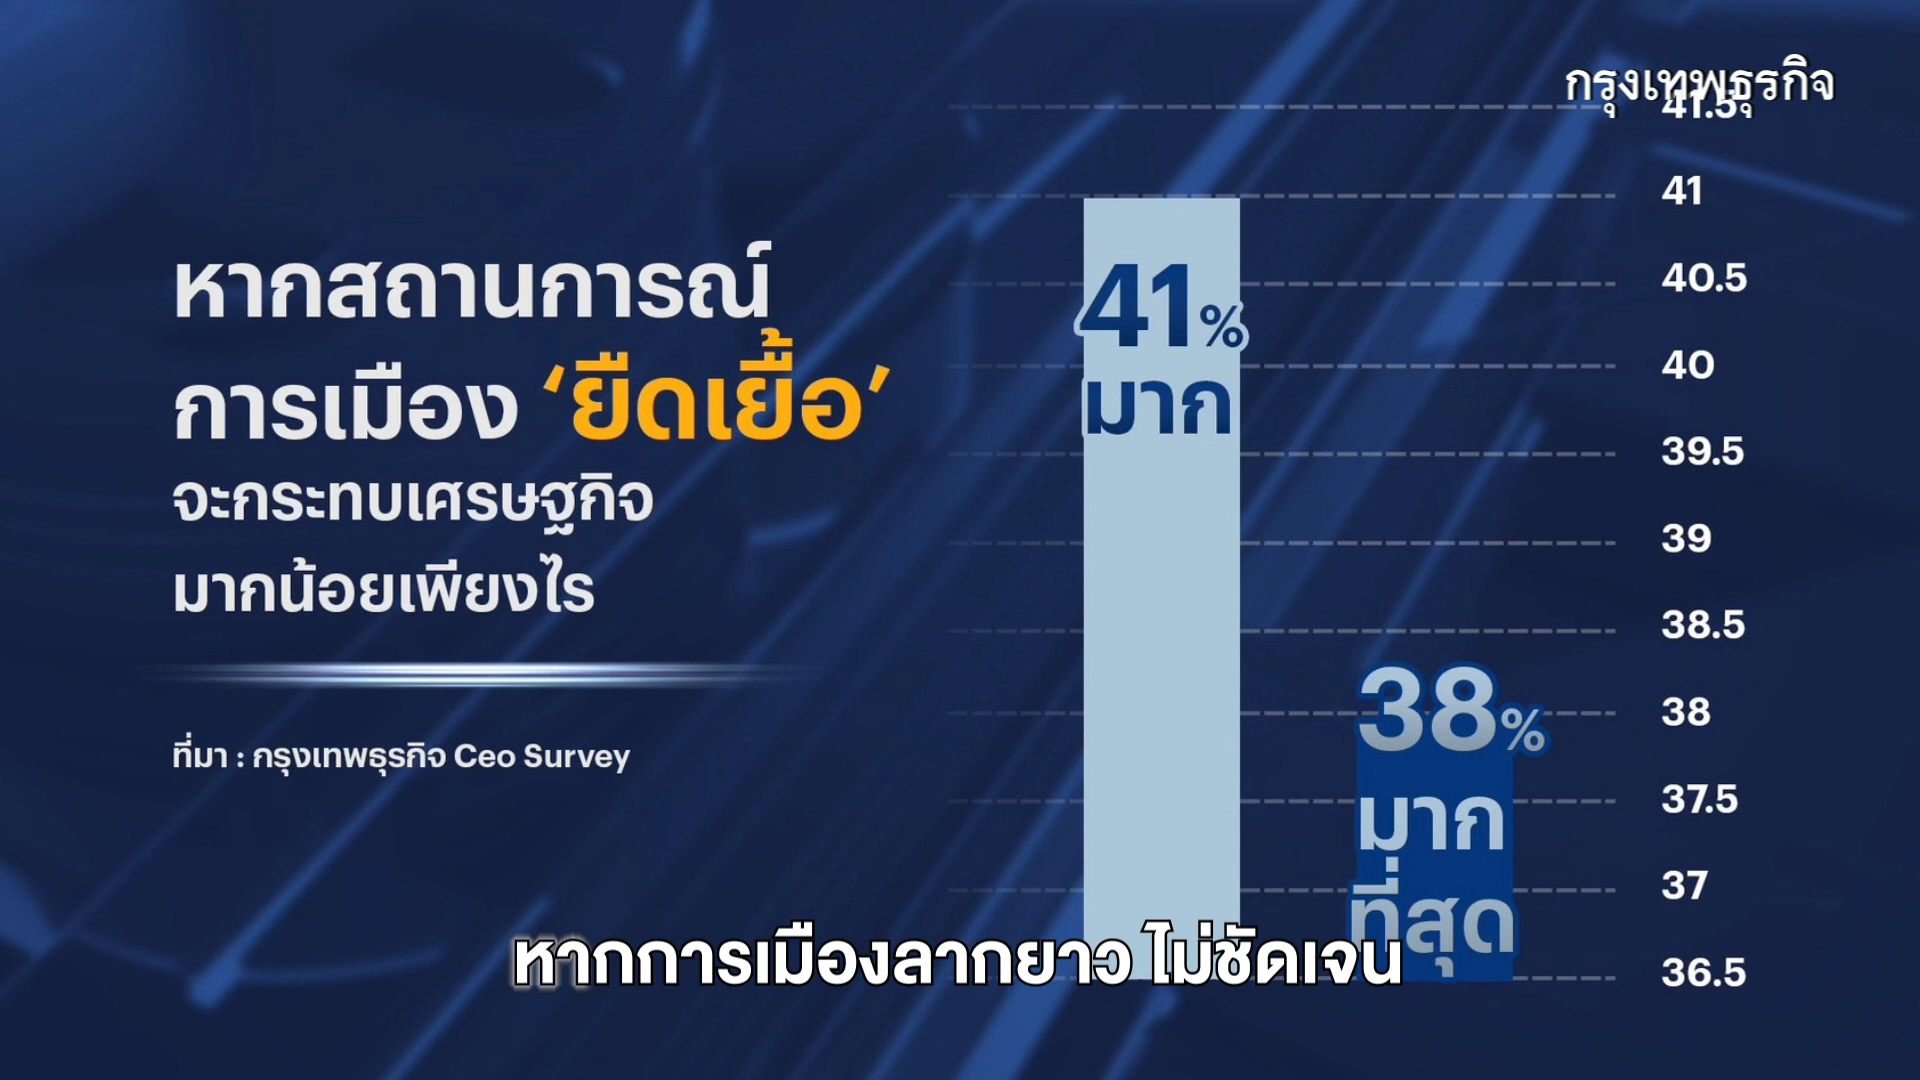 กรุงเทพธุรกิจ
หากสถานการณ์
การเมือง ‘ยืดเยื้อ’
จะกระทบเศรษฐกิจ
มากน้อยเพียงไร
ที่มา : กรุงเทพธุรกิจ Ceo Survey
41%
มาก
38%
มาก
ที่สุด
41.5
41
40.5
40
39.5
39
38.5
38
37.5
37
36.5
หากการเมืองลากยาว ไม่ชัดเจน